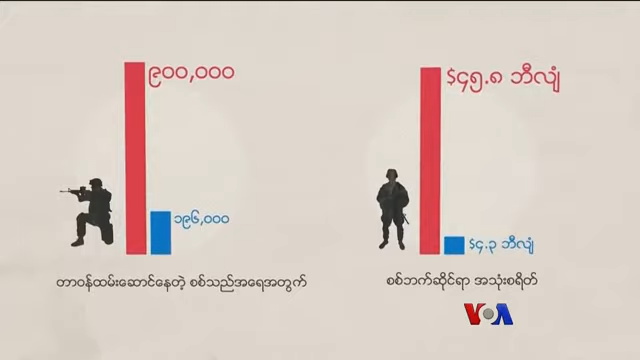 ၉၀၀,၀၀၀
၁၉၆,၀၀၀
တာဝန်ထမ်းဆောင်နေတဲ့ စစ်သည်အရေအတွက်
$၄၅.၈ ဘီလျံ
$၄.၃ ဘီလျံ
စစ်ဘက်ဆိုင်ရာ အသုံးစရိတ်
VOA